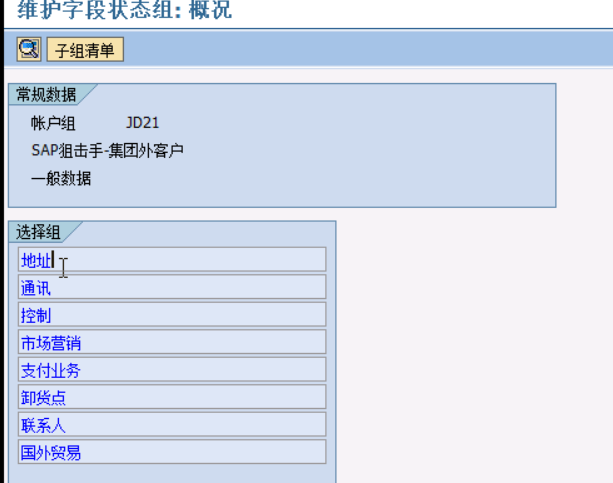 维护字段状态组: 概况
子组清单
常规数据
帐户组 JD21
SAP狙击手-集团外客户
一般数据
选择组
地址
通讯
控制
市场营销
支付业务
卸货点
联系人
国外贸易